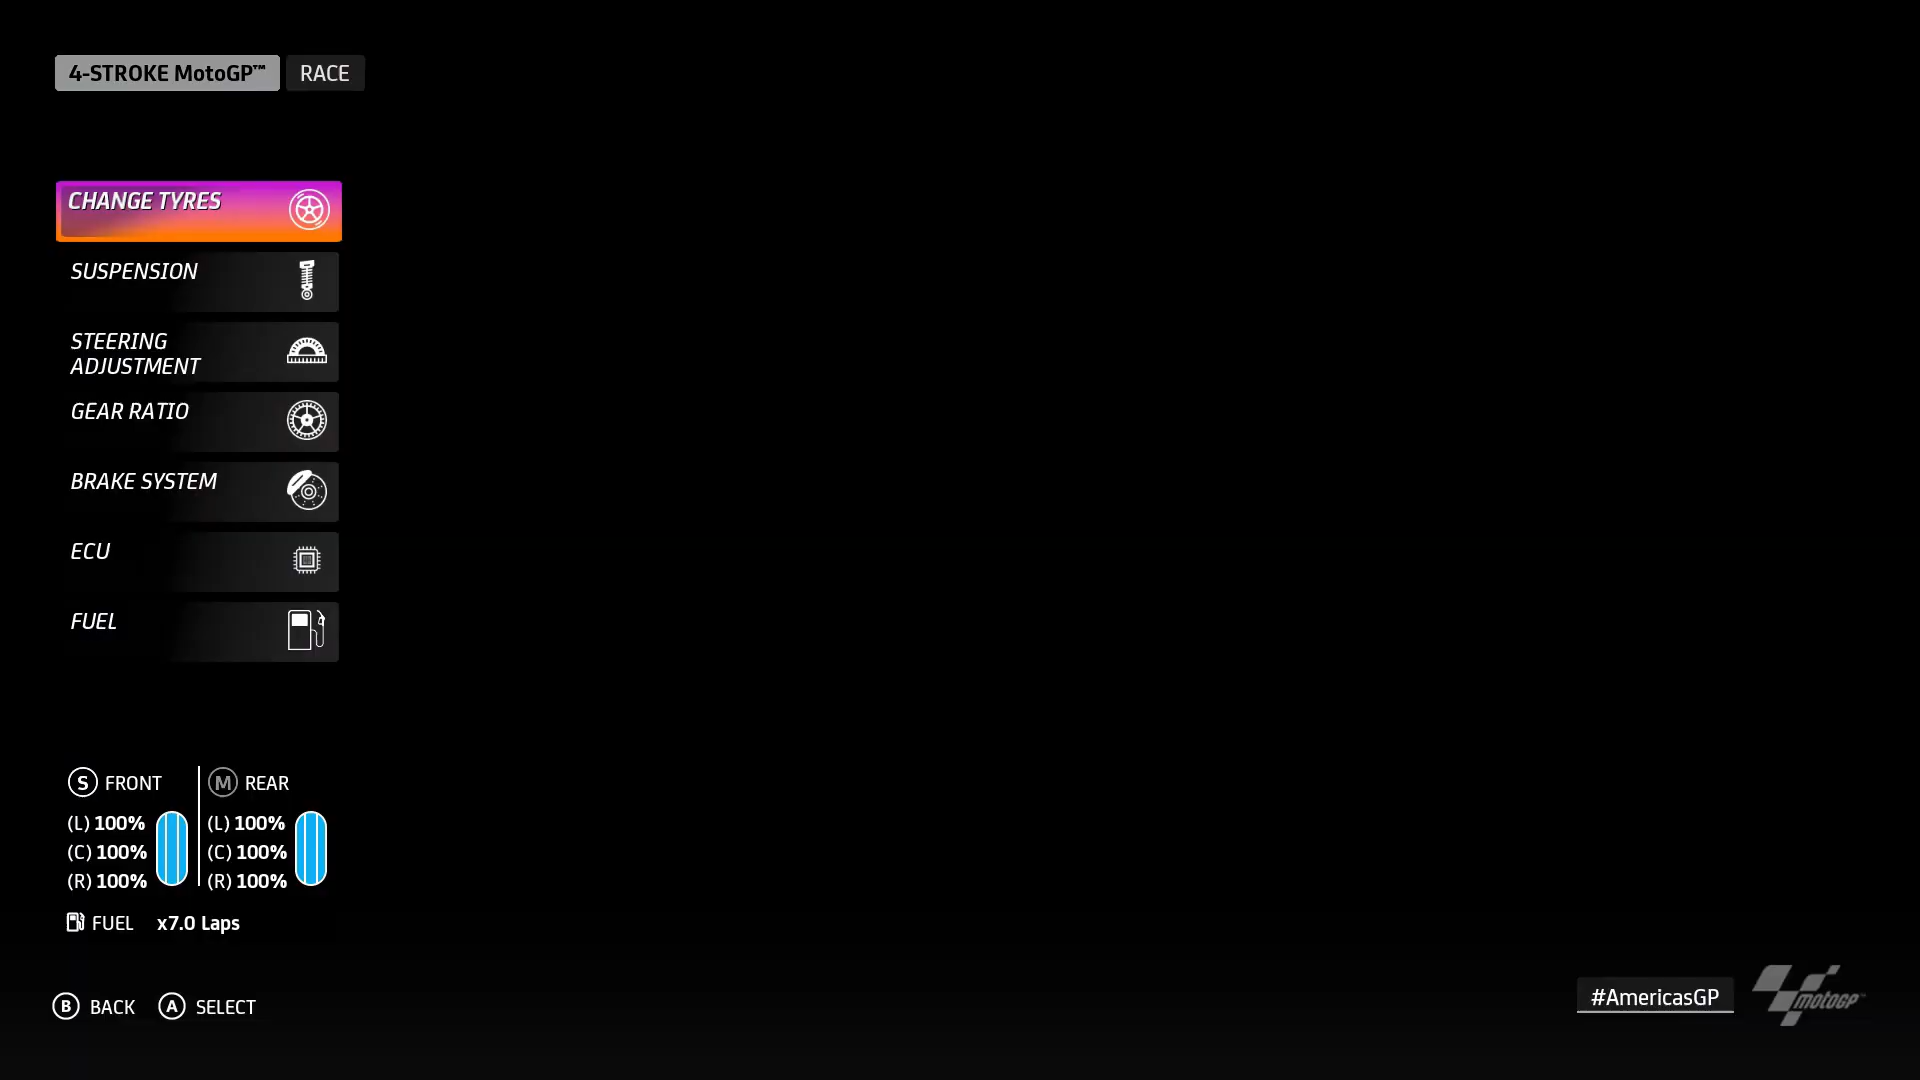 4-STROKE MotoGP™ RACE
CHANGE TYRES
SUSPENSION
STEERING
ADJUSTMENT
GEAR RATIO
BRAKE SYSTEM
ECU
FUEL
S FRONT M REAR
(L) 100% (L) 100%
(C) 100% (C) 100%
(R) 100% (R) 100%
FUEL x7.0 Laps
B BACK A SELECT
#AmericasGP motoGP™